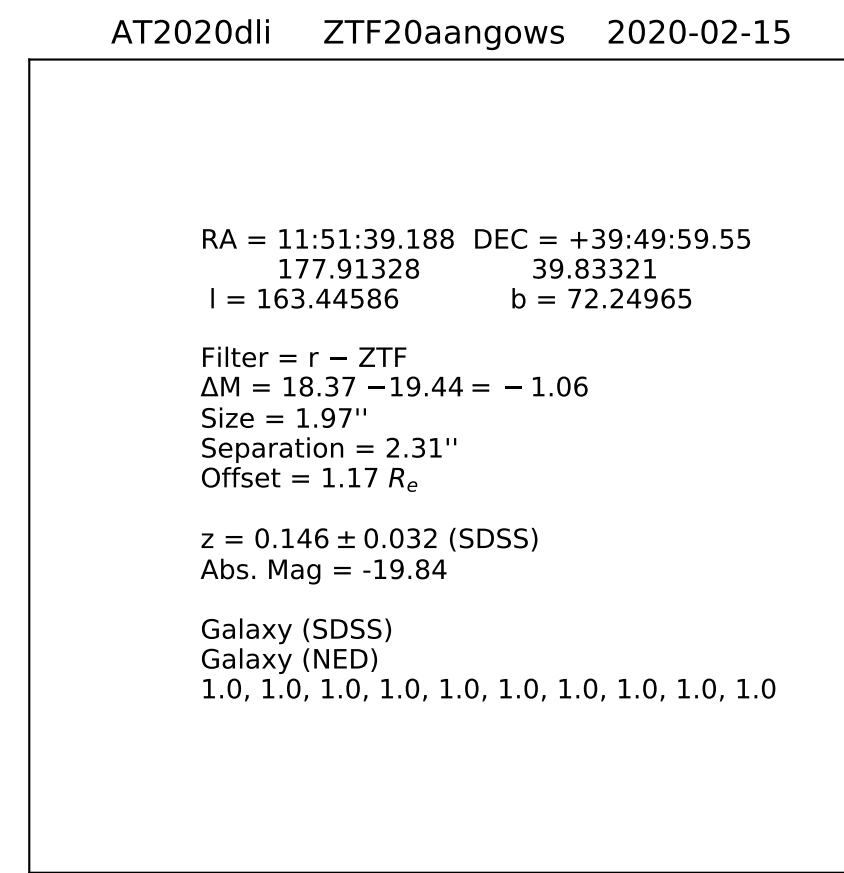 AT2020dli ZTF20aangows 2020-02-15
RA = 11:51:39.188 DEC = +39:49:59.55
177.91328 39.83321
l = 163.44586 b = 72.24965
Filter = r − ZTF
ΔM = 18.37 −19.44 = − 1.06
Size = 1.97''
Separation = 2.31''
Offset = 1.17 Rₑ
z = 0.146 ± 0.032 (SDSS)
Abs. Mag = -19.84
Galaxy (SDSS)
Galaxy (NED)
1.0, 1.0, 1.0, 1.0, 1.0, 1.0, 1.0, 1.0, 1.0, 1.0